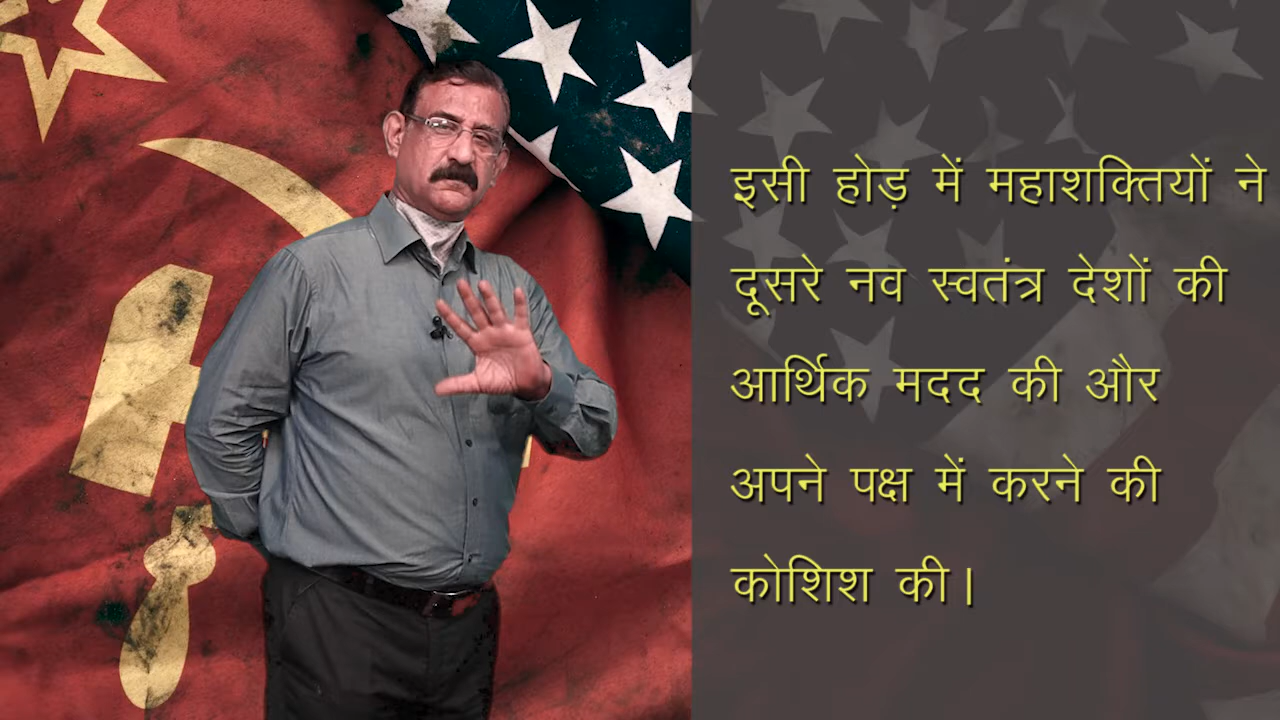 इसी होड़ में महाशक्तियों ने
दूसरे नव स्वतंत्र देशों की
आर्थिक मदद की और
अपने पक्ष में करने की
कोशिश की।